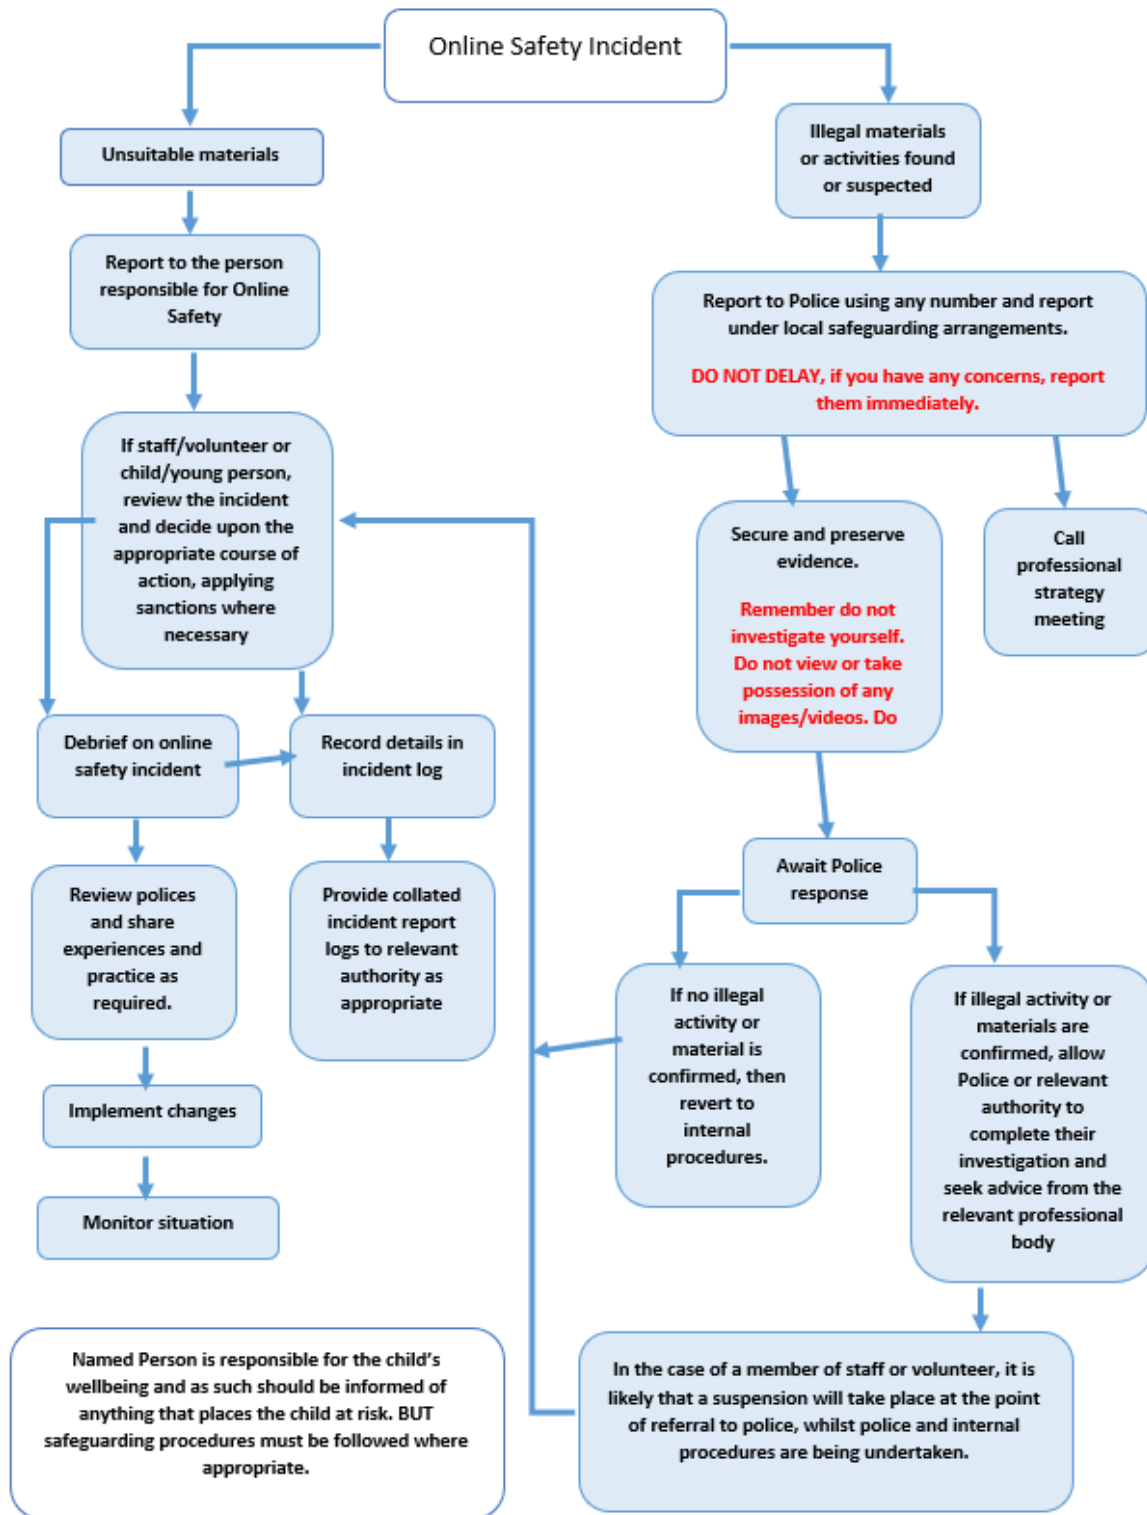 Online Safety Incident
Unsuitable materials
Illegal materials
or activities found
or suspected
Report to the person
responsible for Online
Safety
Report to Police using any number and report
under local safeguarding arrangements.
DO NOT DELAY, if you have any concerns, report
them immediately.
If staff/volunteer or
child/young person,
review the incident
and decide upon the
appropriate course of
action, applying
sanctions where
necessary
Secure and preserve
evidence.
Remember do not
investigate yourself.
Do not view or take
possession of any
images/videos. Do
Call
professional
strategy
meeting
Debrief on online
safety incident
Record details in
incident log
Await Police
response
Review polices
and share
experiences and
practice as
required.
Provide collated
incident report
logs to relevant
authority as
appropriate
If no illegal
activity or
material is
confirmed, then
revert to
internal
procedures.
If illegal activity or
materials are
confirmed, allow
Police or relevant
authority to
complete their
investigation and
seek advice from the
relevant professional
body
Implement changes
Monitor situation
Named Person is responsible for the child's
wellbeing and as such should be informed of
anything that places the child at risk. BUT
safeguarding procedures must be followed where
appropriate.
In the case of a member of staff or volunteer, it is
likely that a suspension will take place at the point
of referral to police, whilst police and internal
procedures are being undertaken.